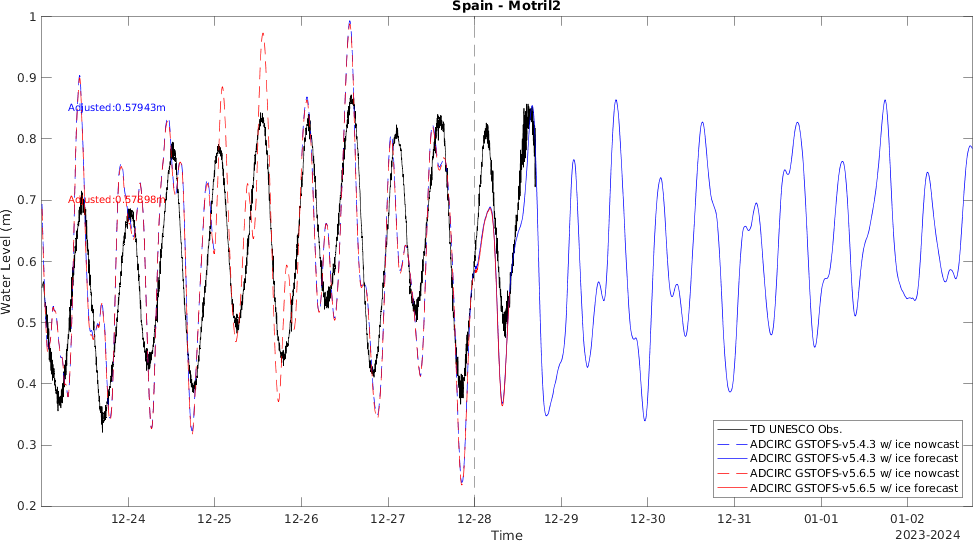 Spain - Motril2
1
0.9
0.8
0.7
0.6
0.5
0.4
0.3
0.2
Water Level (m)
Adjusted:0.57943m
Adjusted:0.57898m
TD UNESCO Obs.
ADCIRC GSTOFS-v5.4.3 w/ ice nowcast
ADCIRC GSTOFS-v5.4.3 w/ ice forecast
ADCIRC GSTOFS-v5.6.5 w/ ice nowcast
ADCIRC GSTOFS-v5.6.5 w/ ice forecast
12-24 12-25 12-26 12-27 12-28 12-29 12-30 12-31 01-01 01-02
Time
2023-2024